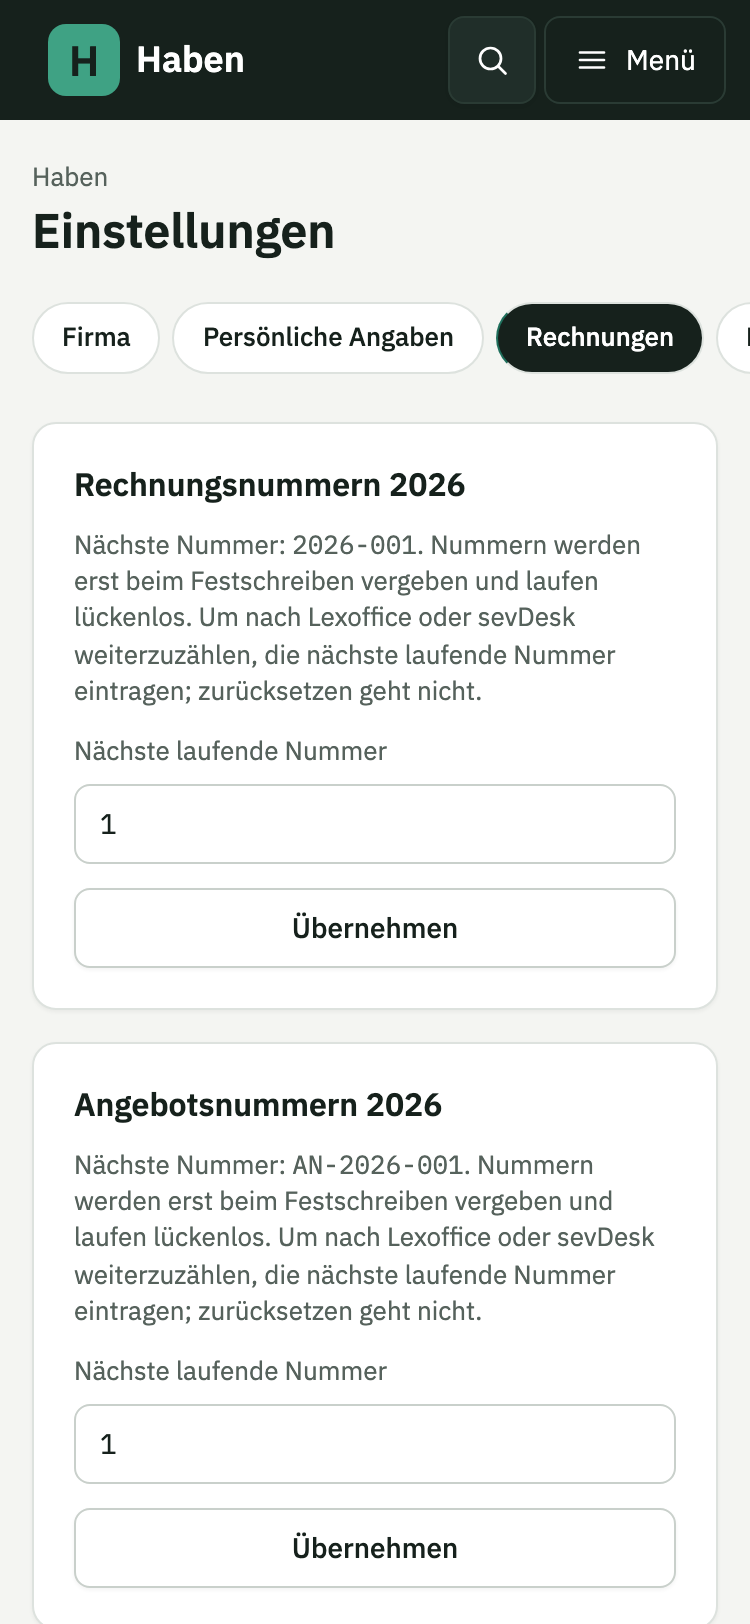 H Haben
Menü
Haben
Einstellungen
Firma
Persönliche Angaben
Rechnungen
Rechnungsnummern 2026
Nächste Nummer: 2026-001. Nummern werden
erst beim Festschreiben vergeben und laufen
lückenlos. Um nach Lexoffice oder sevDesk
weiterzuzählen, die nächste laufende Nummer
eintragen; zurücksetzen geht nicht.
Nächste laufende Nummer
1
Übernehmen
Angebotsnummern 2026
Nächste Nummer: AN-2026-001. Nummern
werden erst beim Festschreiben vergeben und
laufen lückenlos. Um nach Lexoffice oder sevDesk
weiterzuzählen, die nächste laufende Nummer
eintragen; zurücksetzen geht nicht.
Nächste laufende Nummer
1
Übernehmen